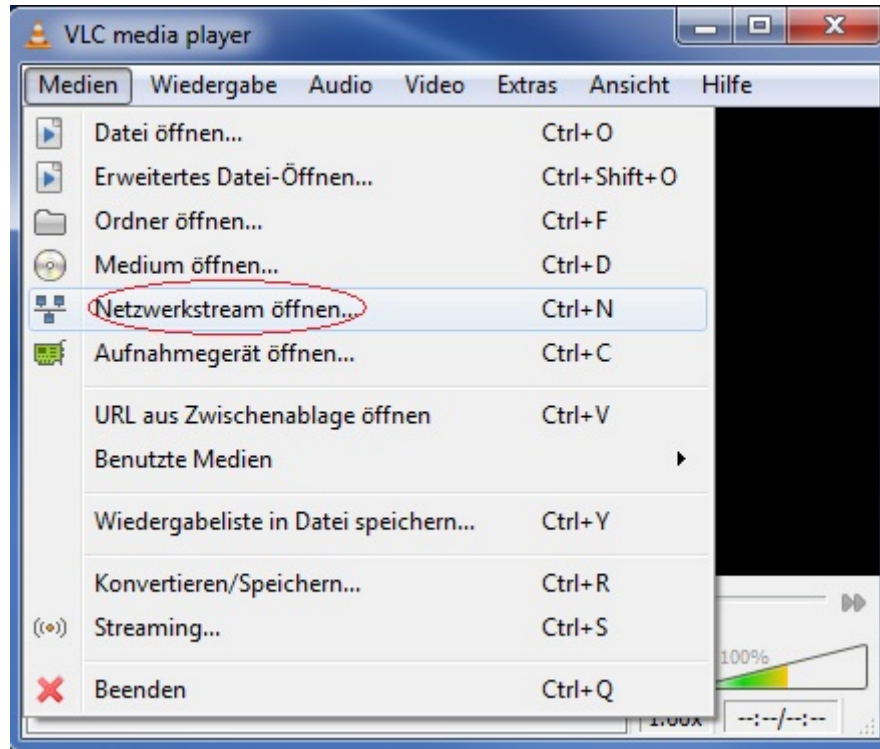 VLC media player
Medien Wiedergabe Audio Video Extras Ansicht Hilfe
Datei öffnen... Ctrl+O
Erweitertes Datei-Öffnen... Ctrl+Shift+O
Ordner öffnen... Ctrl+F
Medium öffnen... Ctrl+D
Netzwerkstream öffnen... Ctrl+N
Aufnahmegerät öffnen... Ctrl+C
URL aus Zwischenablage öffnen Ctrl+V
Benutzte Medien
Wiedergabeliste in Datei speichern... Ctrl+Y
Konvertieren/Speichern... Ctrl+R
Streaming... Ctrl+S
100%
Beenden Ctrl+Q
1.00x --:--/--:--